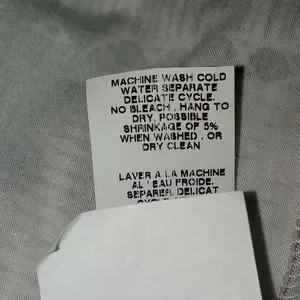 MACHINE WASH COLD
WATER SEPARATE
DELICATE CYCLE.
NO BLEACH , HANG TO
DRY, POSSIBLE
SHRINKAGE OF 5%
WHEN WASHED , OR
DRY CLEAN
LAVER A LA MACHINE
AL ' EAU FROIDE.
SEPARER, DELICAT